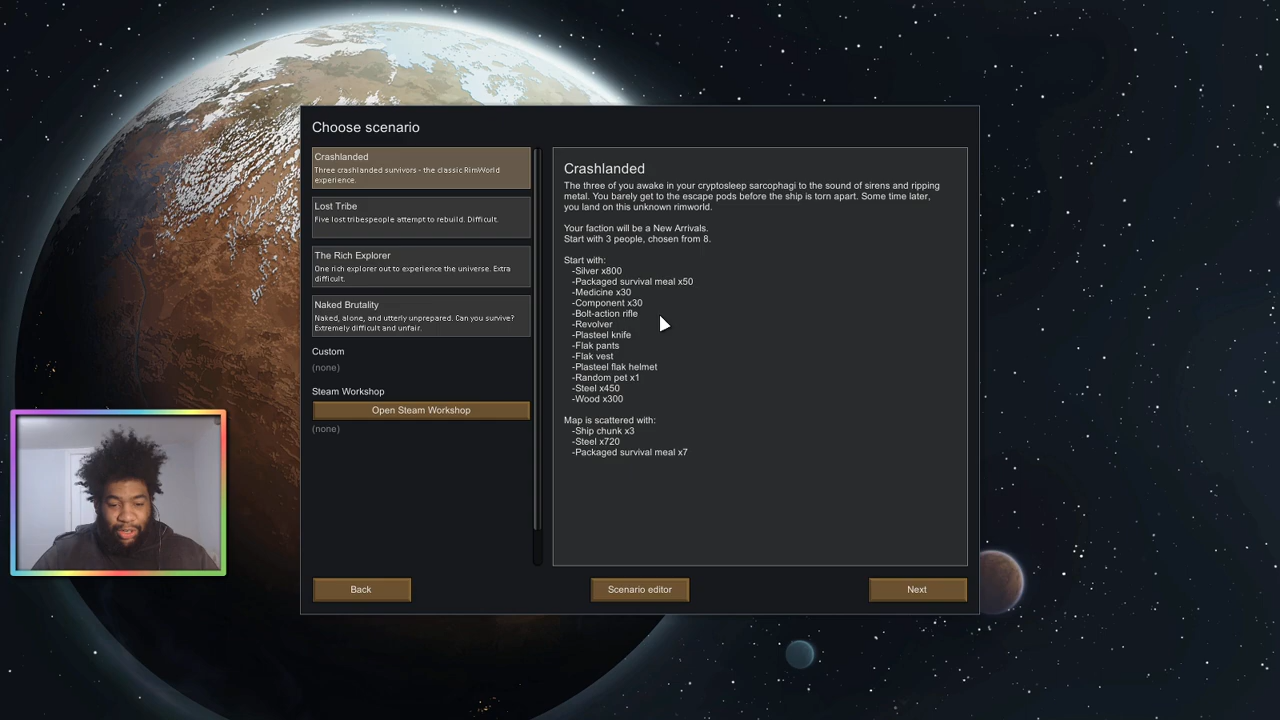 Choose scenario
Crashlanded
Three crashlanded survivors - the classic RimWorld
experience.
Lost Tribe
Five lost tribespeople attempt to rebuild. Difficult.
The Rich Explorer
One rich explorer out to experience the universe. Extra
difficult.
Naked Brutality
Naked, alone, and utterly unprepared. Can you survive?
Extremely difficult and unfair.
Custom
(none)
Steam Workshop
Open Steam Workshop
(none)
Crashlanded
The three of you awake in your cryptosleep sarcophagi to the sound of sirens and ripping
metal. You barely get to the escape pods before the ship is torn apart. Some time later,
you land on this unknown rimworld.
Your faction will be a New Arrivals.
Start with 3 people, chosen from 8.
Start with:
-Silver x800
-Packaged survival meal x50
-Medicine x30
-Component x30
-Bolt-action rifle
-Revolver
-Plasteel knife
-Flak pants
-Flak vest
-Plasteel flak helmet
-Random pet x1
-Steel x450
-Wood x300
Map is scattered with:
-Ship chunk x3
-Steel x720
-Packaged survival meal x7
Back
Scenario editor
Next